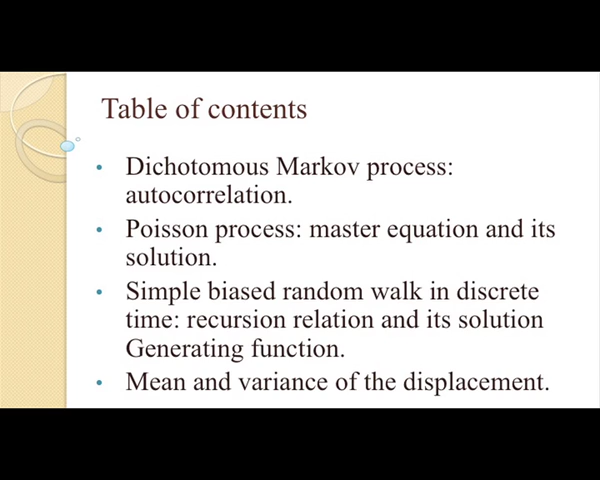 Table of contents
• Dichotomous Markov process:
autocorrelation.
• Poisson process: master equation and its
solution.
• Simple biased random walk in discrete
time: recursion relation and its solution
Generating function.
• Mean and variance of the displacement.